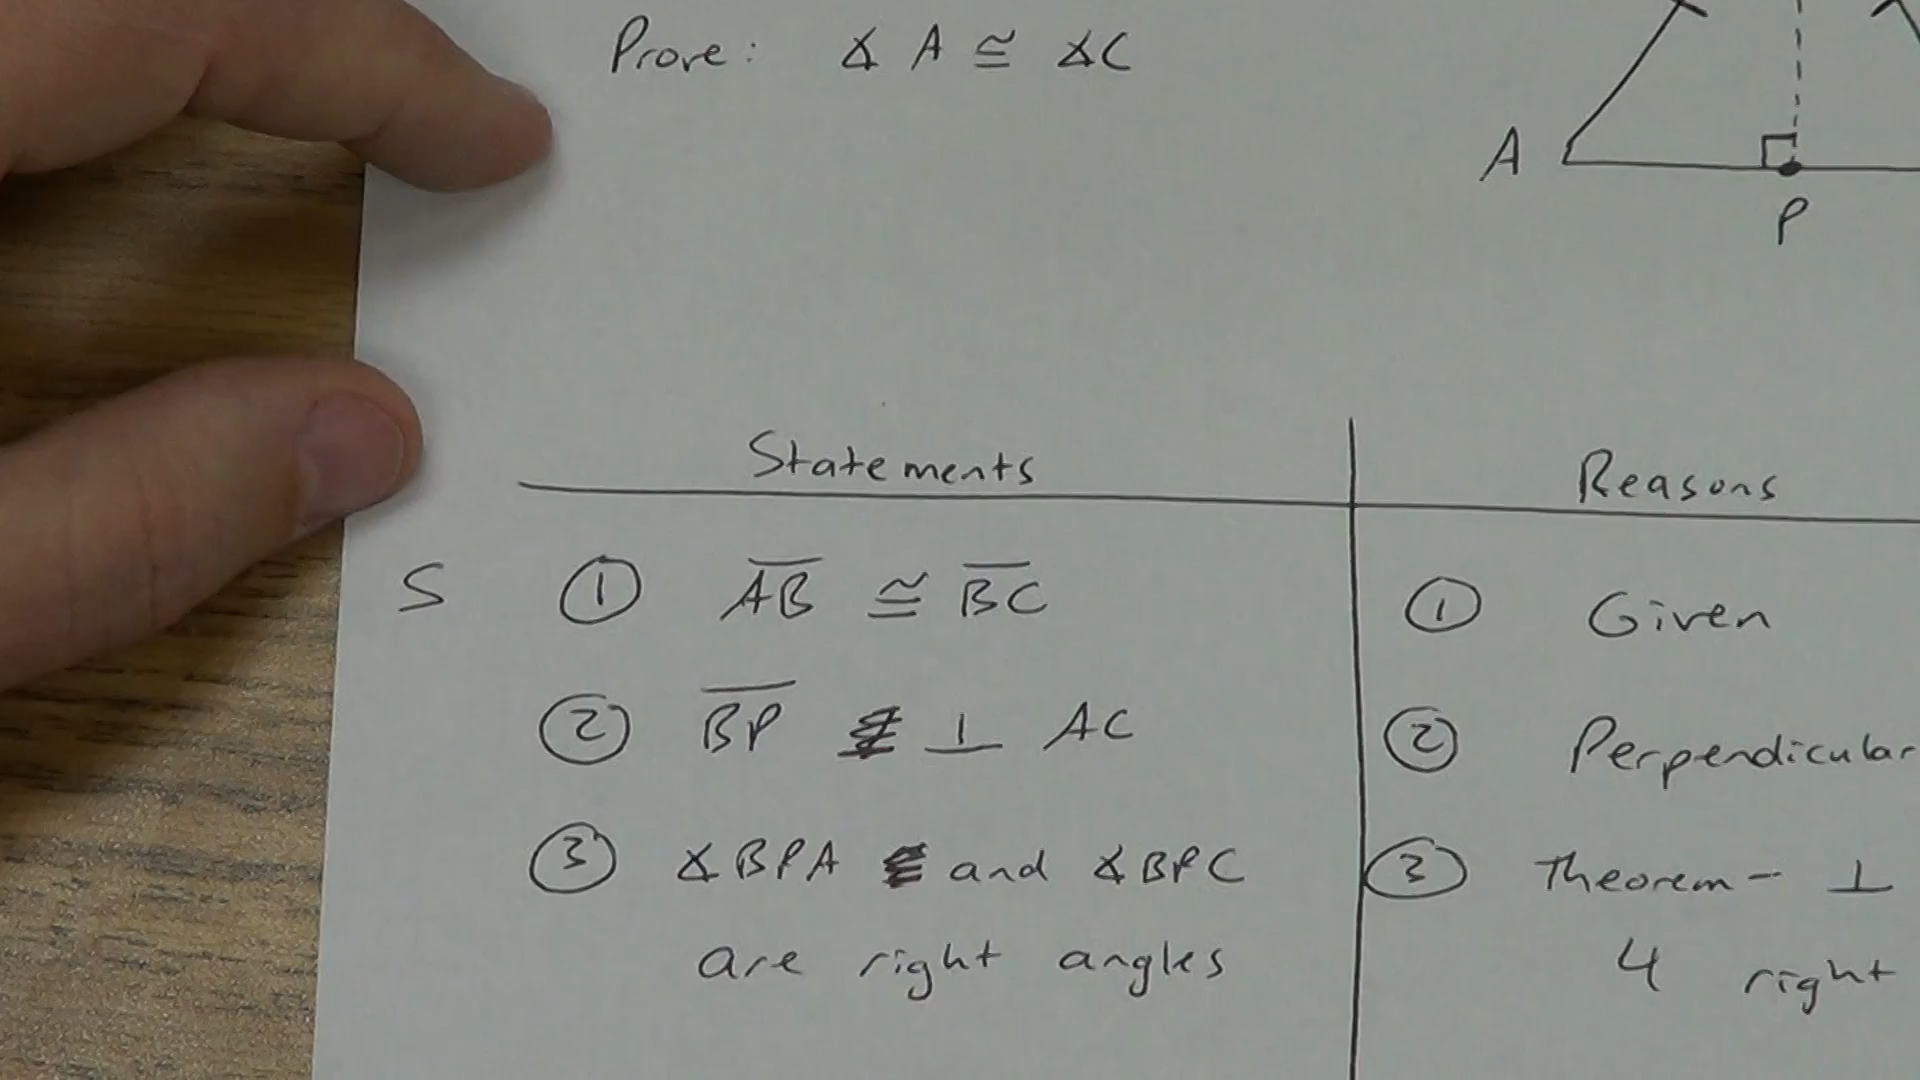 Prove: ∡ A ≅ ∡C
A
P
Statements
Reasons
S ① AB ≅ BC
① Given
② BP ⊥ AC
② Perpendicular
③ ∡BPA and ∡BPC
are right angles
③ Theorem - ⊥
4 right